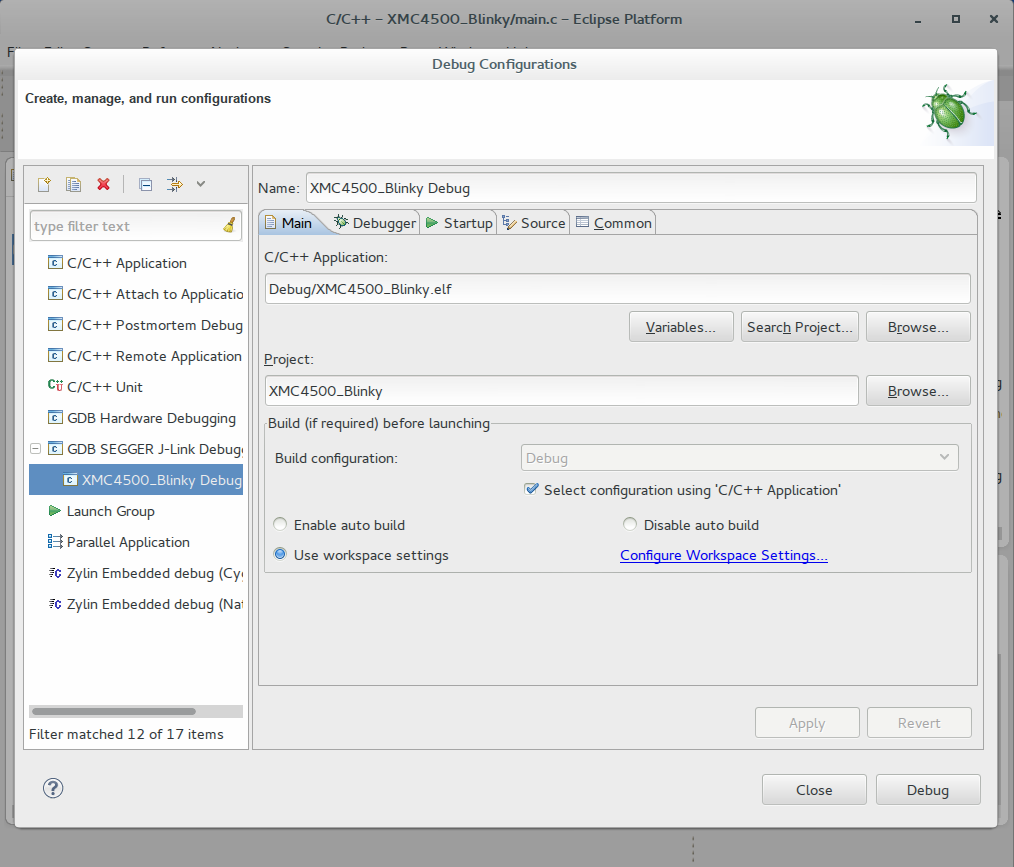 C/C++ – XMC4500_Blinky/main.c – Eclipse Platform
Debug Configurations
Create, manage, and run configurations
type filter text
C/C++ Application
C/C++ Attach to Applicatio
C/C++ Postmortem Debug
C/C++ Remote Application
C/C++ Unit
GDB Hardware Debugging
GDB SEGGER J-Link Debug
XMC4500_Blinky Debug
Launch Group
Parallel Application
Zylin Embedded debug (Cy
Zylin Embedded debug (Nat
Filter matched 12 of 17 items
Name: XMC4500_Blinky Debug
Main Debugger Startup Source Common
C/C++ Application:
Debug/XMC4500_Blinky.elf
Variables... Search Project... Browse...
Project:
XMC4500_Blinky Browse...
Build (if required) before launching
Build configuration: Debug
Select configuration using 'C/C++ Application'
Enable auto build Disable auto build
Use workspace settings Configure Workspace Settings...
Apply Revert
? Close Debug